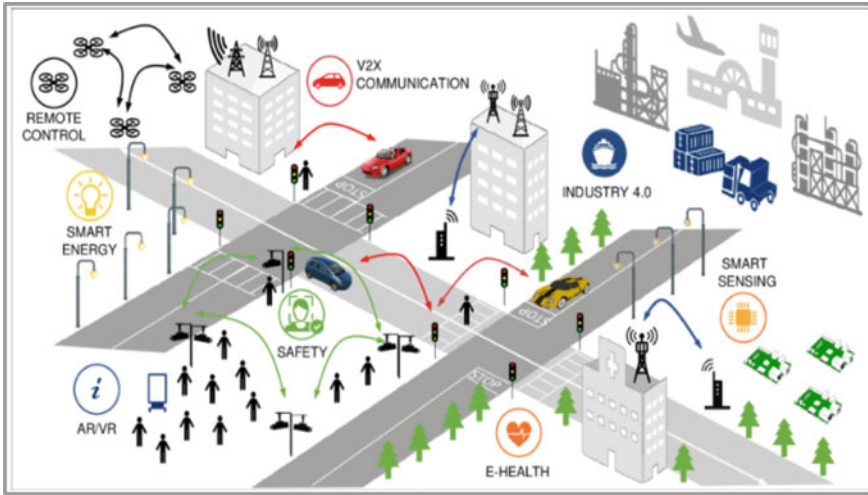 V2X
COMMUNICATION
REMOTE
CONTROL
STOP
INDUSTRY 4.0
SMART
ENERGY
SMART
SENSING
STOP
SAFETY
STOP
i
AR/VR
E-HEALTH